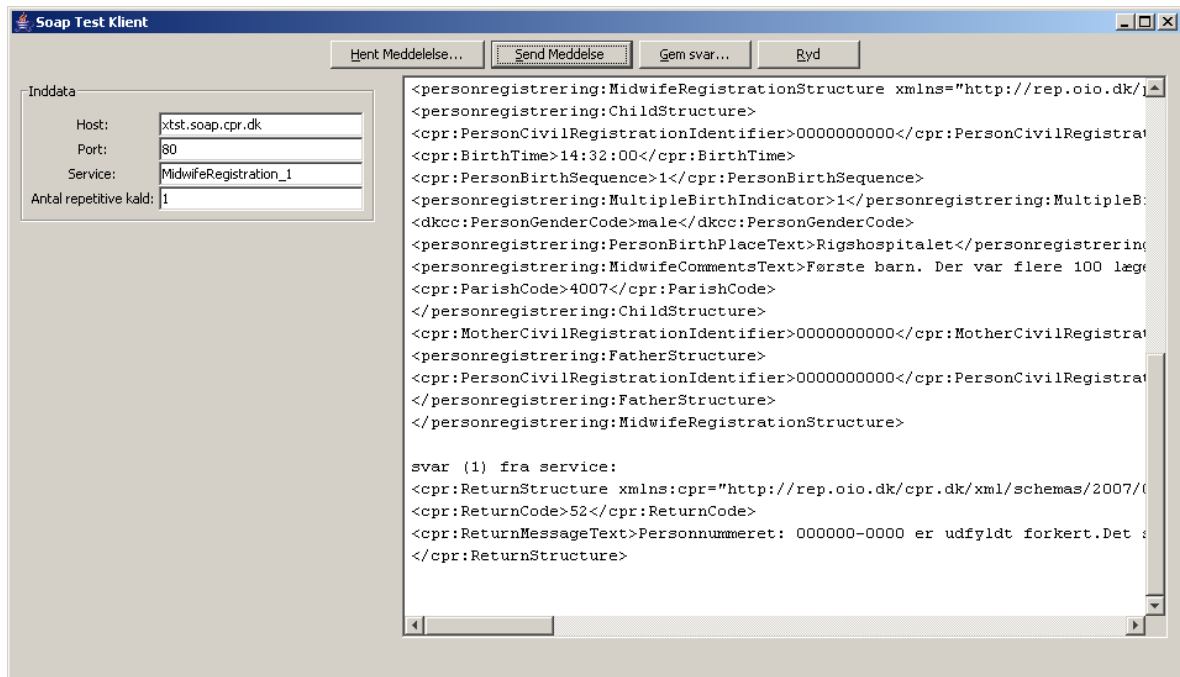 Soap Test Klient
Hent Meddelelse... Send Meddelse Gem svar... Ryd
Inddata
Host: xtst.soap.cpr.dk
Port: 80
Service: MidwifeRegistration_1
Antal repetitive kald: 1
<personregistrering:MidwifeRegistrationStructure xmlns="http://rep.oio.dk/
<personregistrering:ChildStructure>
<cpr:PersonCivilRegistrationIdentifier>0000000000</cpr:PersonCivilRegistrat
<cpr:BirthTime>14:32:00</cpr:BirthTime>
<cpr:PersonBirthSequence>1</cpr:PersonBirthSequence>
<personregistrering:MultipleBirthIndicator>1</personregistrering:MultipleB
<dkcc:PersonGenderCode>male</dkcc:PersonGenderCode>
<personregistrering:PersonBirthPlaceText>Rigshospitalet</personregistrering
<personregistrering:MidwifeCommentsText>Første barn. Der var flere 100 læge
<cpr:ParishCode>4007</cpr:ParishCode>
</personregistrering:ChildStructure>
<cpr:MotherCivilRegistrationIdentifier>0000000000</cpr:MotherCivilRegistrat
<personregistrering:FatherStructure>
<cpr:PersonCivilRegistrationIdentifier>0000000000</cpr:PersonCivilRegistrat
</personregistrering:FatherStructure>
</personregistrering:MidwifeRegistrationStructure>
svar (1) fra service:
<cpr:ReturnStructure xmlns:cpr="http://rep.oio.dk/cpr.dk/xml/schemas/2007/
<cpr:ReturnCode>52</cpr:ReturnCode>
<cpr:ReturnMessageText>Personnummeret: 000000-0000 er udfyldt forkert.Det
</cpr:ReturnStructure>